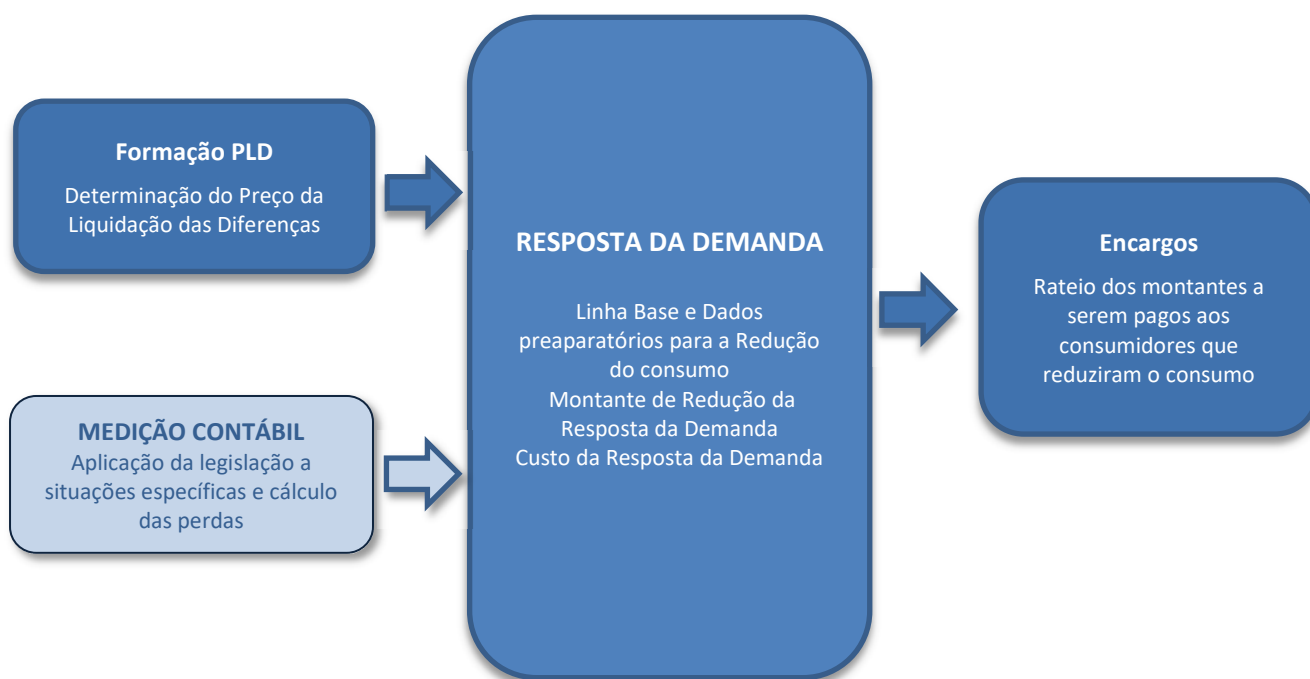 Formação PLD
Determinação do Preço da
Liquidação das Diferenças
MEDIÇÃO CONTÁBIL
Aplicação da legislação a
situações específicas e cálculo
das perdas
RESPOSTA DA DEMANDA
Linha Base e Dados
preaparatórios para a Redução
do consumo
Montante de Redução da
Resposta da Demanda
Custo da Resposta da Demanda
Encargos
Rateio dos montantes a
serem pagos aos
consumidores que
reduziram o consumo